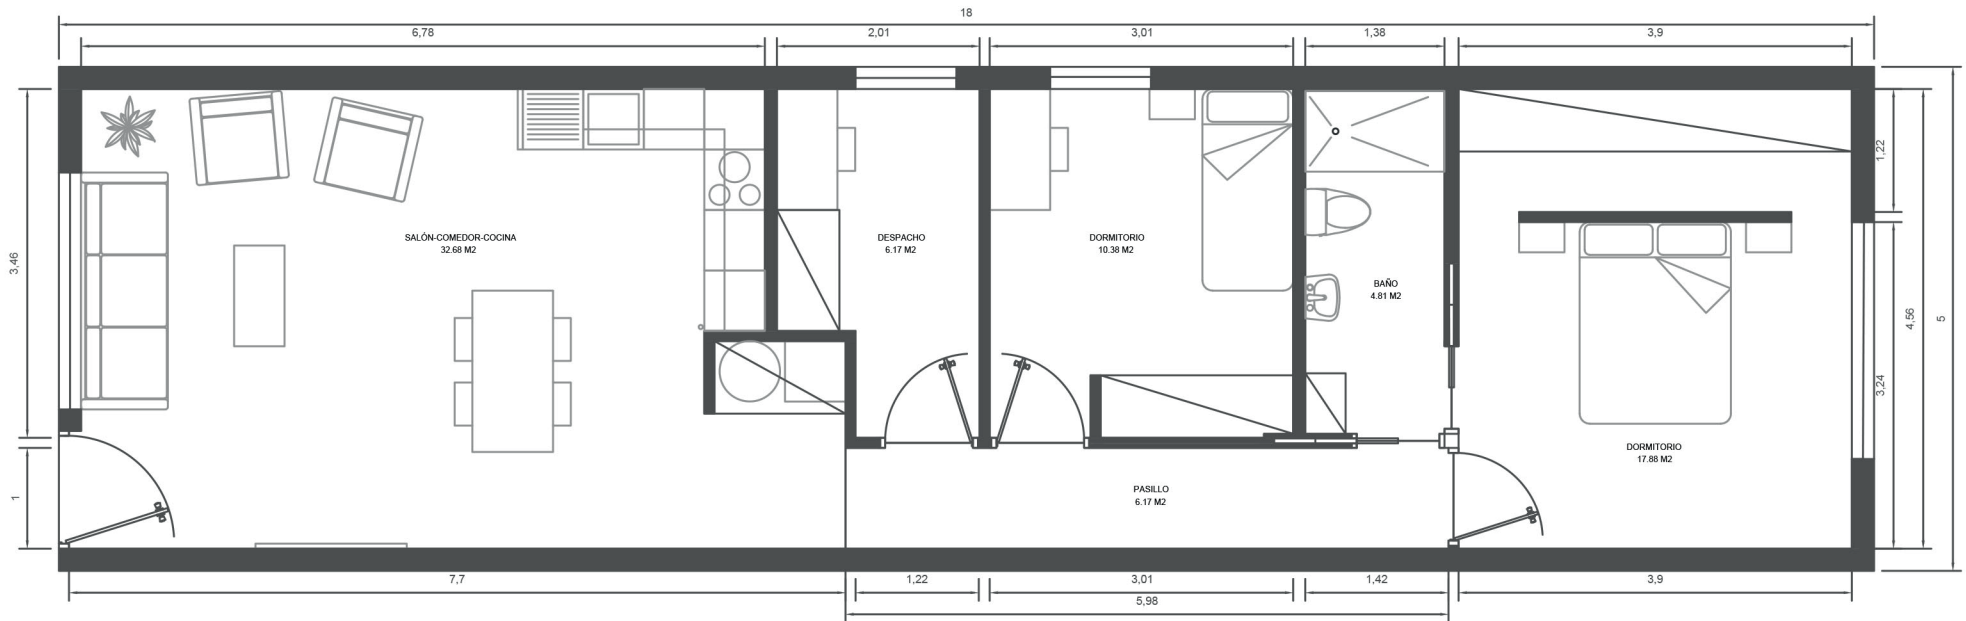 18
6,78
2,01
3,01
1,38
3,9
3,46
1
SALÓN-COMEDOR-COCINA
32.68 M2
DESPACHO
6.17 M2
DORMITORIO
10.38 M2
BAÑO
4.81 M2
DORMITORIO
17.88 M2
PASILLO
6.17 M2
1,22
3,24
4,56
5
7,7
1,22
3,01
1,42
3,9
5,98